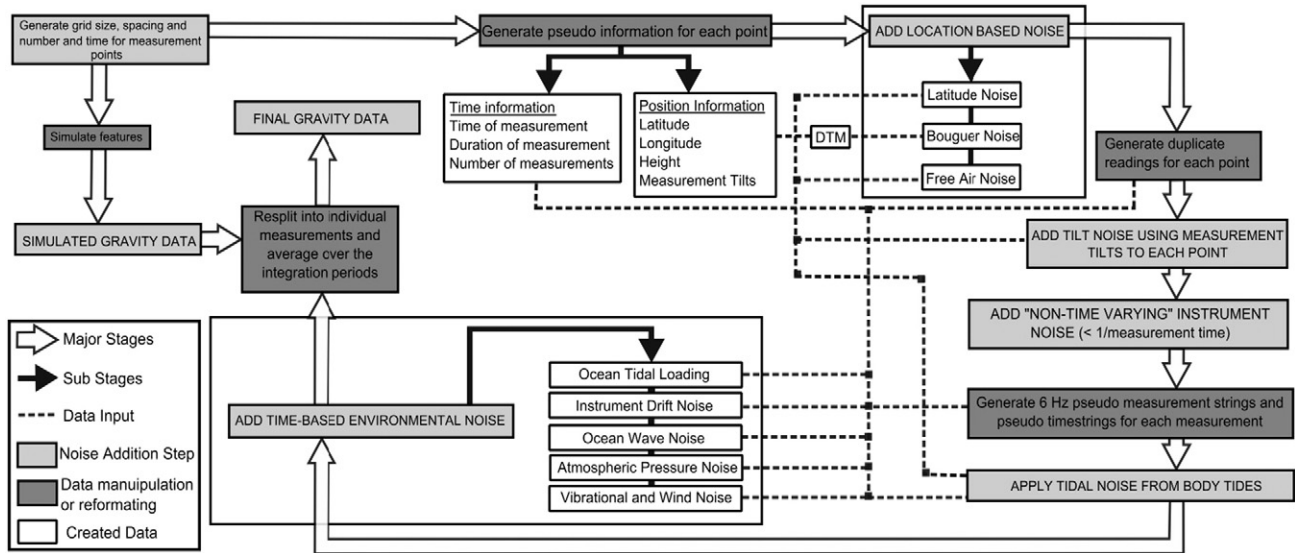 Generate grid size, spacing and
number and time for measurement
points
Generate pseudo information for each point
ADD LOCATION BASED NOISE
Latitude Noise
Bouguer Noise
Free Air Noise
Time information
Time of measurement
Duration of measurement
Number of measurements
Position Information
Latitude
Longitude
Height
Measurement Tilts
DTM
FINAL GRAVITY DATA
Simulate features
Generate duplicate
readings for each point
SIMULATED GRAVITY DATA
Resplit into individual
measurements and
average over the
integration periods
ADD TILT NOISE USING MEASUREMENT
TILTS TO EACH POINT
ADD "NON-TIME VARYING" INSTRUMENT
NOISE (< 1/measurement time)
Generate 6 Hz pseudo measurement strings and
pseudo timestrings for each measurement
APPLY TIDAL NOISE FROM BODY TIDES
ADD TIME-BASED ENVIRONMENTAL NOISE
Ocean Tidal Loading
Instrument Drift Noise
Ocean Wave Noise
Atmospheric Pressure Noise
Vibrational and Wind Noise
Major Stages
Sub Stages
Data Input
Noise Addition Step
Data manuipulation
or reformating
Created Data